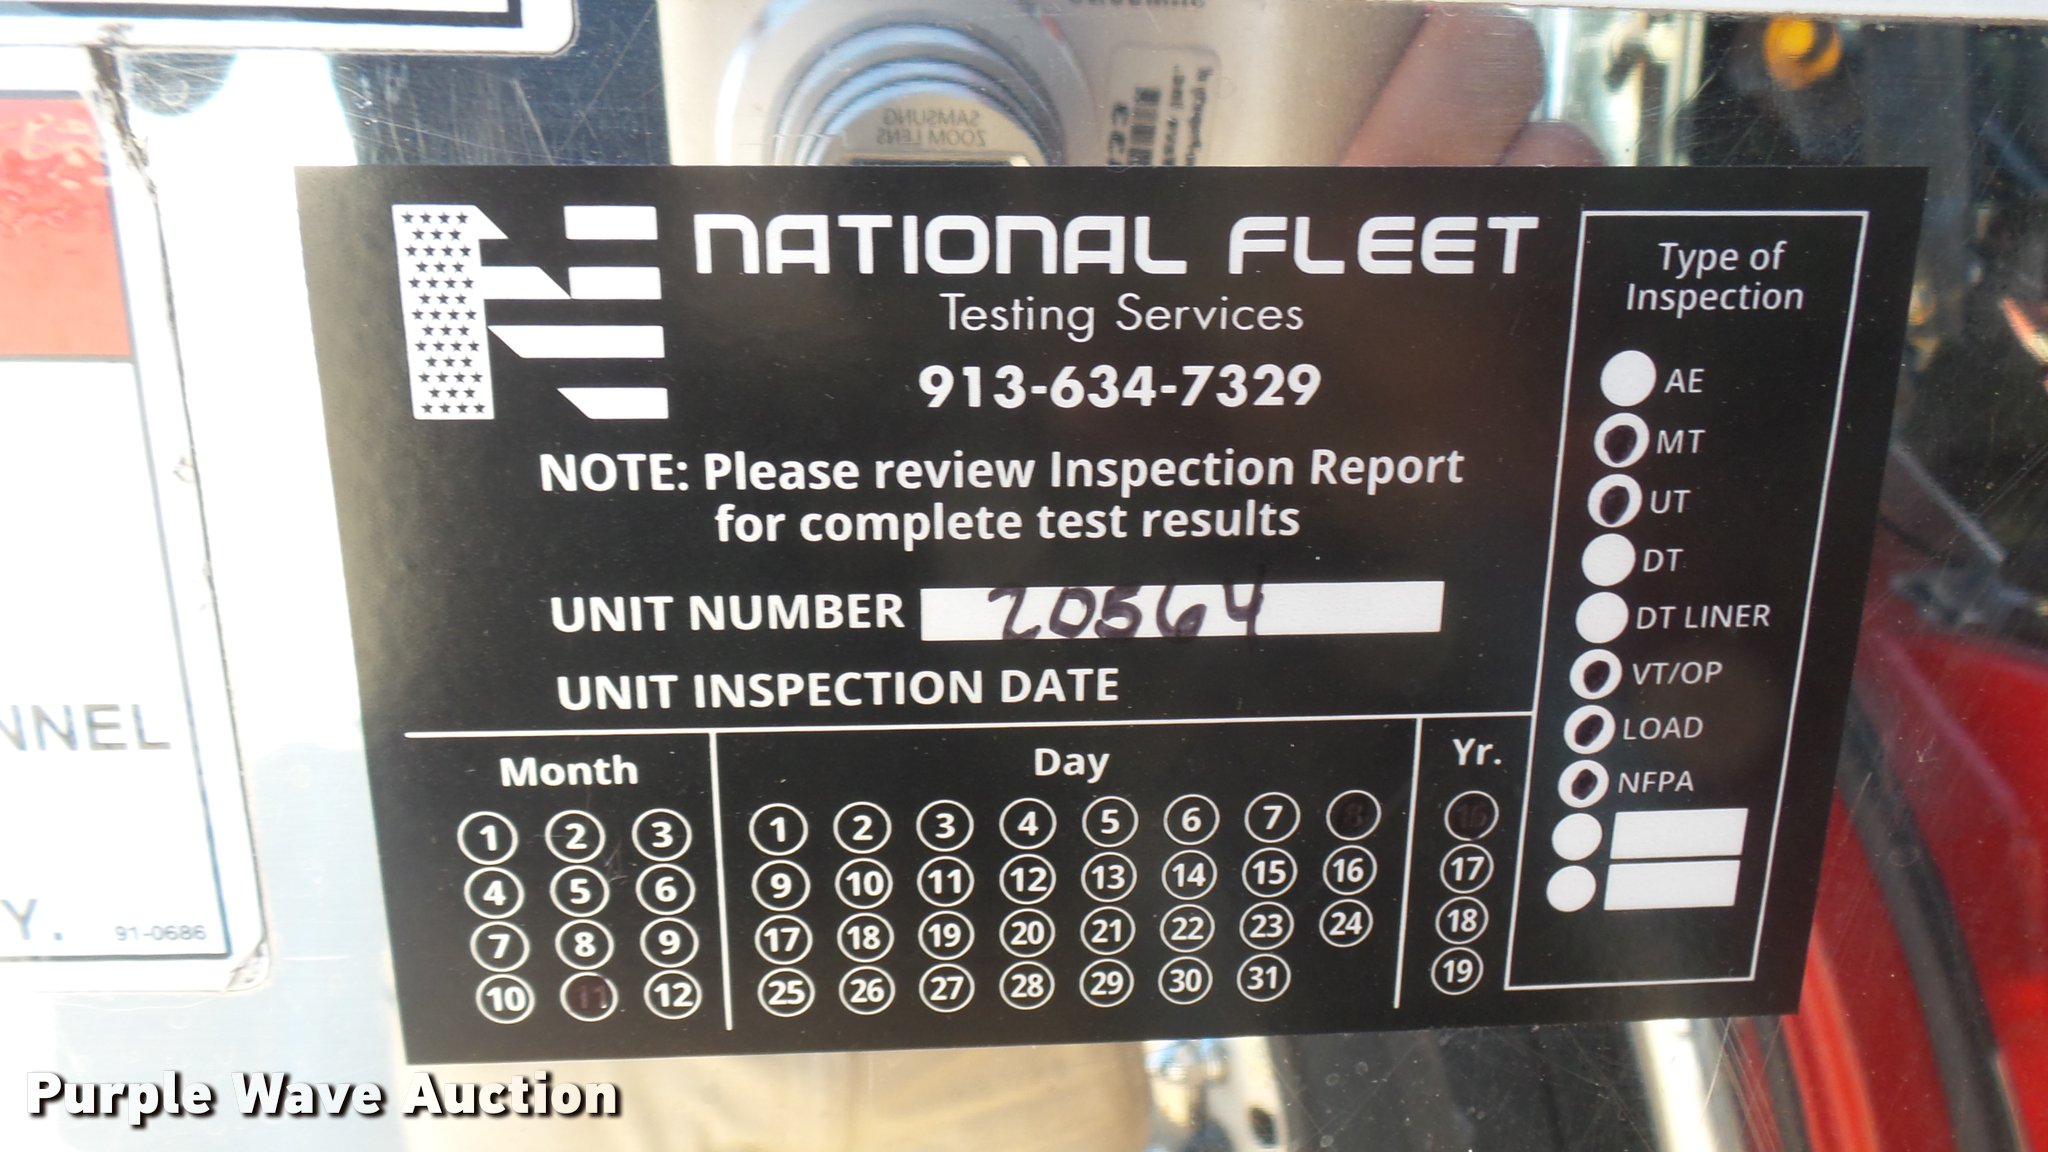 SAMSUNG
ZOOM LENS
NATIONAL FLEET
Testing Services
913-634-7329
NOTE: Please review Inspection Report
for complete test results
UNIT NUMBER 20564
UNIT INSPECTION DATE
Month
1 2 3
4 5 6
7 8 9
10 11 12
Day
1 2 3 4 5 6 7 8
9 10 11 12 13 14 15 16
17 18 19 20 21 22 23 24
25 26 27 28 29 30 31
Yr.
16
17
18
19
Type of
Inspection
AE
MT
UT
DT
DT LINER
VT/OP
LOAD
NFPA
NNEL
Y.
91-0686
Purple Wave Auction